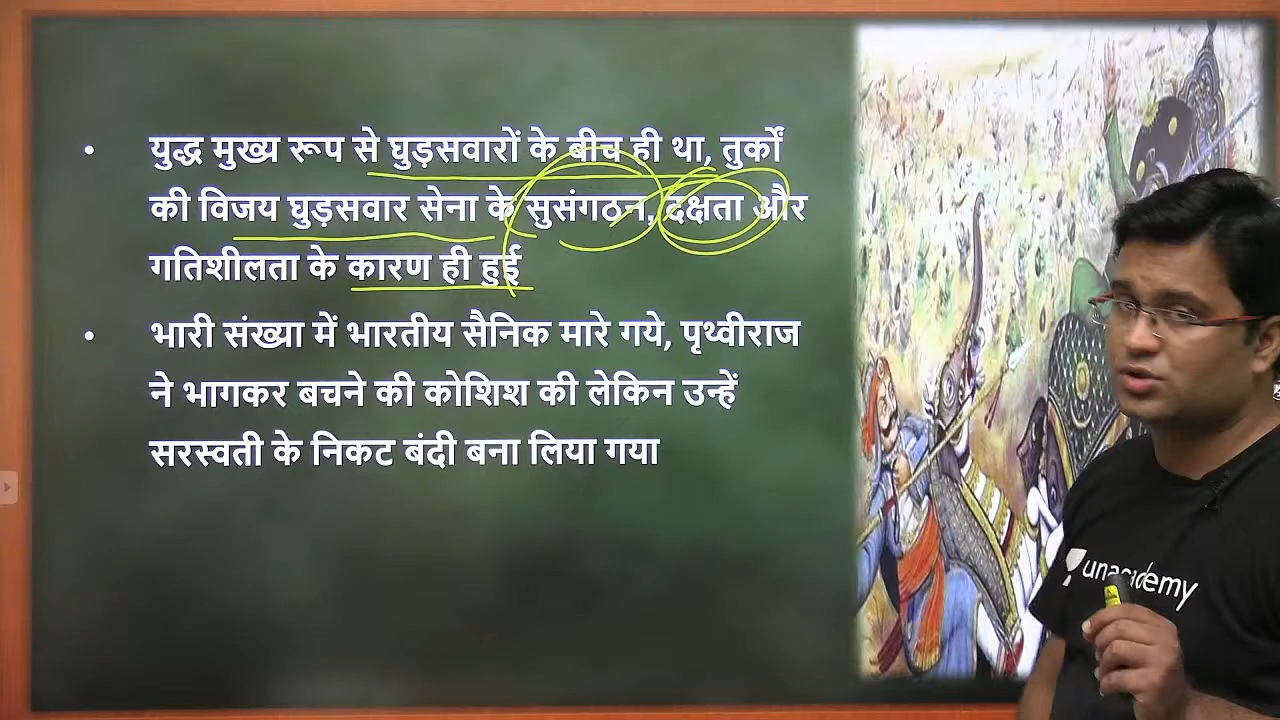 युद्ध मुख्य रूप से घुड़सवारों के बीच ही था, तुर्कों
की विजय घुड़सवार सेना के सुसंगठन, दक्षता और
गतिशीलता के कारण ही हुई
भारी संख्या में भारतीय सैनिक मारे गये, पृथ्वीराज
ने भागकर बचने की कोशिश की लेकिन उन्हें
सरस्वती के निकट बंदी बना लिया गया
unacademy